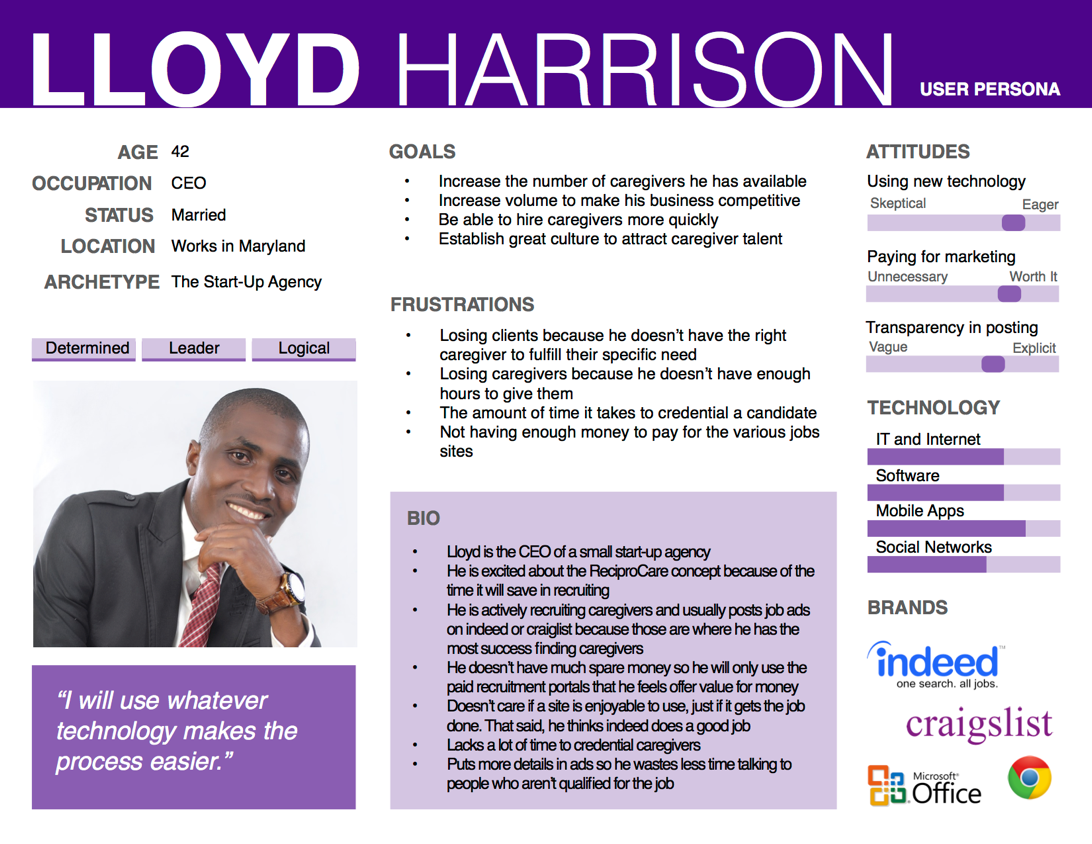 LLOYD HARRISON USER PERSONA
AGE 42
OCCUPATION CEO
STATUS Married
LOCATION Works in Maryland
ARCHETYPE The Start-Up Agency
Determined Leader Logical
“I will use whatever
technology makes the
process easier.”
GOALS
• Increase the number of caregivers he has available
• Increase volume to make his business competitive
• Be able to hire caregivers more quickly
• Establish great culture to attract caregiver talent
FRUSTRATIONS
• Losing clients because he doesn’t have the right
caregiver to fulfill their specific need
• Losing caregivers because he doesn’t have enough
hours to give them
• The amount of time it takes to credential a candidate
• Not having enough money to pay for the various jobs
sites
BIO
• Lloyd is the CEO of a small start-up agency
• He is excited about the ReciproCare concept because of the
time it will save in recruiting
• He is actively recruiting caregivers and usually posts job ads
on indeed or craiglist because those are where he has the
most success finding caregivers
• He doesn’t have much spare money so he will only use the
paid recruitment portals that he feels offer value for money
• Doesn’t care if a site is enjoyable to use, just if it gets the job
done. That said, he thinks indeed does a good job
• Lacks a lot of time to credential caregivers
• Puts more details in ads so he wastes less time talking to
people who aren’t qualified for the job
ATTITUDES
Using new technology
Skeptical Eager
Paying for marketing
Unnecessary Worth It
Transparency in posting
Vague Explicit
TECHNOLOGY
IT and Internet
Software
Mobile Apps
Social Networks
BRANDS
indeed™
one search. all jobs.
craigslist
Microsoft®
Office